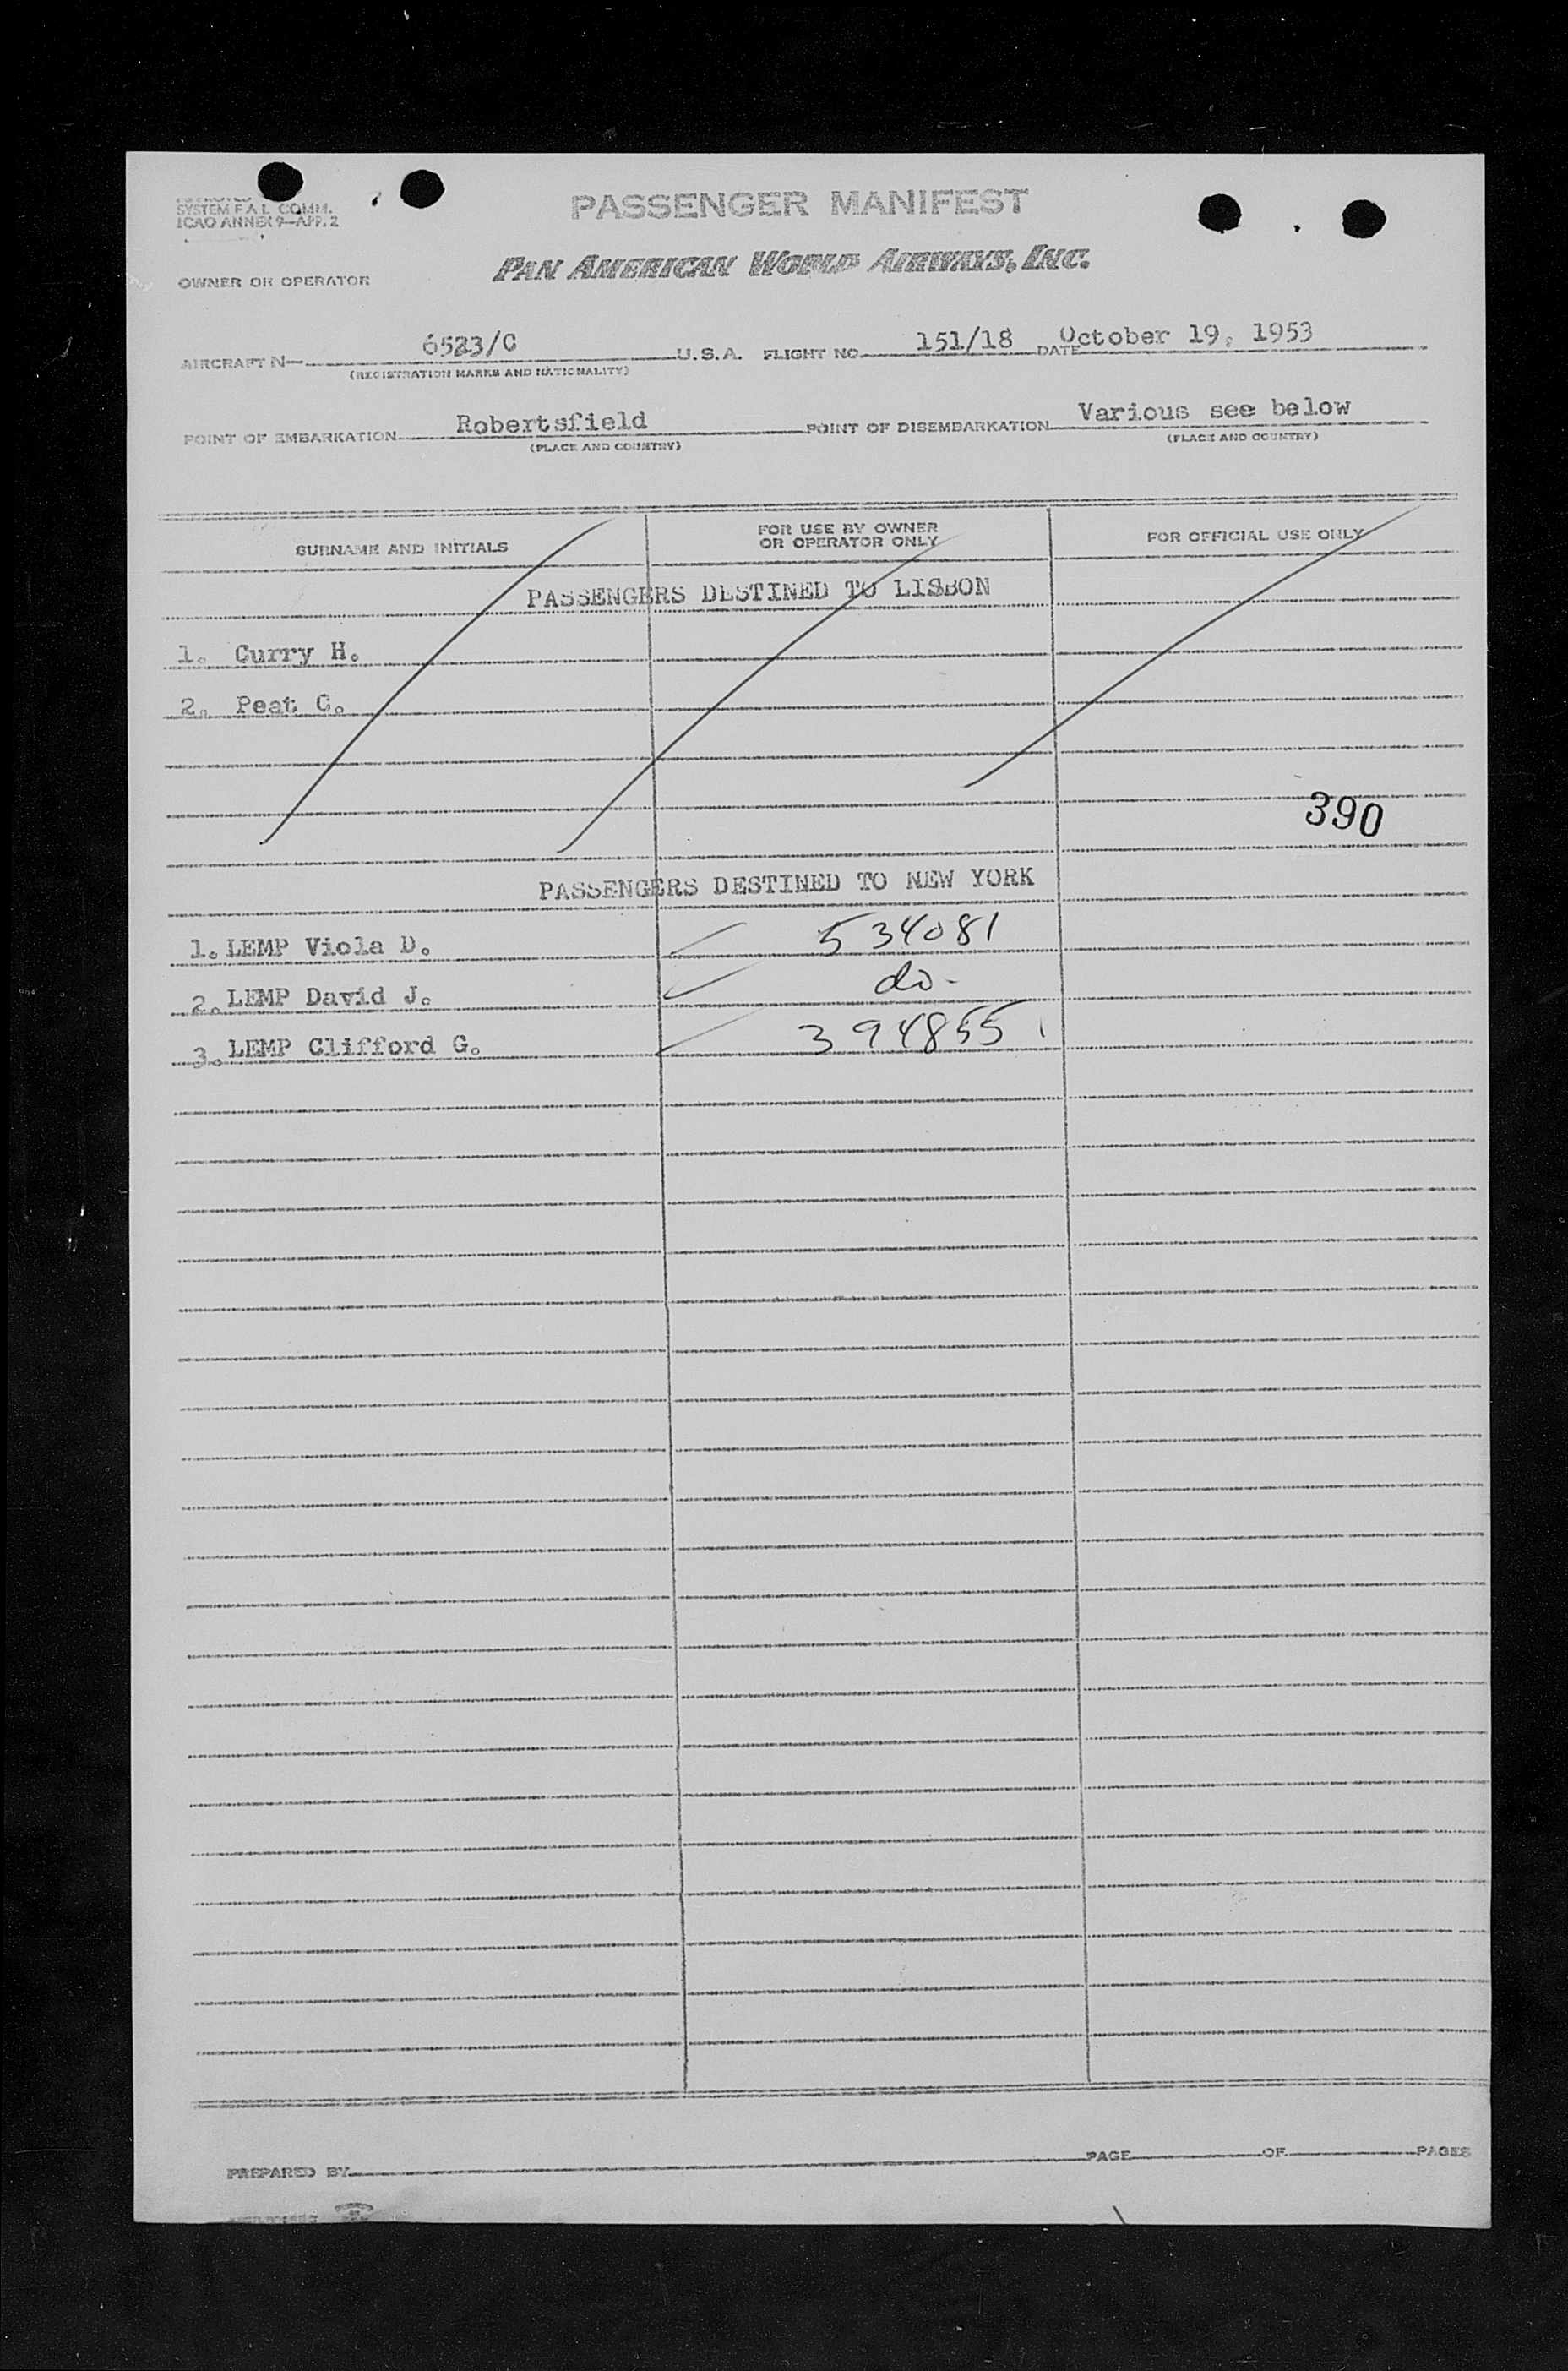 PASSENGER MANIFEST
SYSTEM F.A.L. COMM.
ICAO ANNEX 9—APP. 2
PAN AMERICAN WORLD AIRWAYS, INC.
OWNER OR OPERATOR
AIRCRAFT N— 6523/C U.S.A. FLIGHT NO. 151/18 DATE October 19, 1953
(REGISTRATION MARKS AND NATIONALITY)
POINT OF EMBARKATION Robertsfield POINT OF DISEMBARKATION Various see below
(PLACE AND COUNTRY) (PLACE AND COUNTRY)
SURNAME AND INITIALS FOR USE BY OWNER OR OPERATOR ONLY FOR OFFICIAL USE ONLY
PASSENGERS DESTINED TO LISBON
1. Curry H.
2. Peat C.
390
PASSENGERS DESTINED TO NEW YORK
1. LEMP Viola D. ✓ 534081
2. LEMP David J. ✓ do-
3. LEMP Clifford G. ✓ 394855
PREPARED BY PAGE OF PAGES